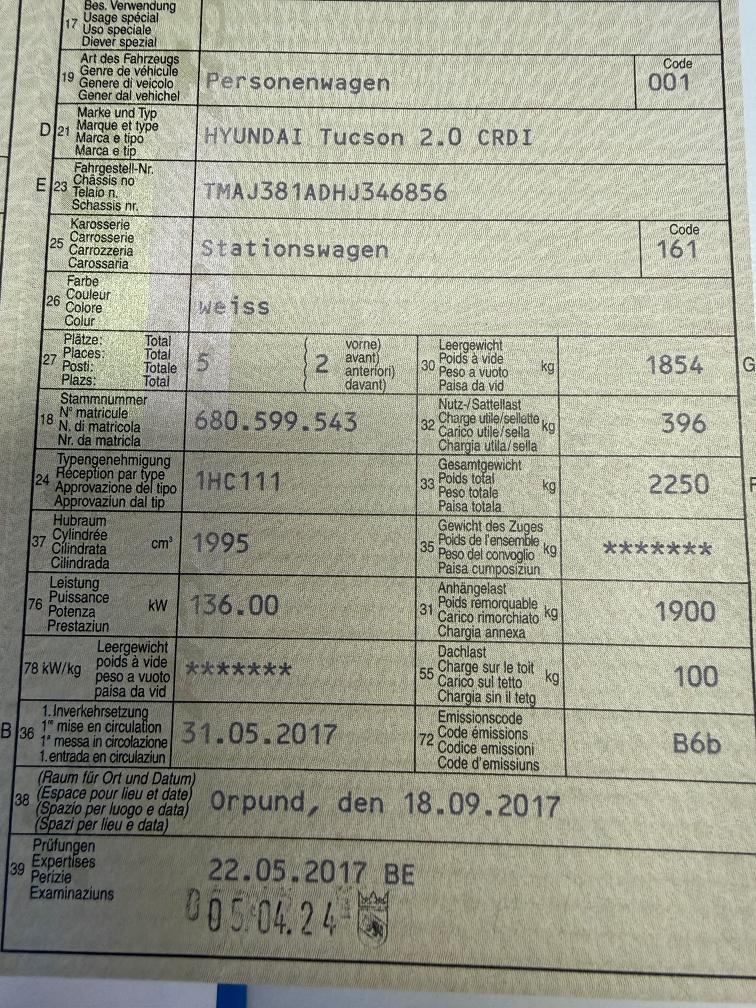 17 Bes. Verwendung
Usage spécial
Uso speciale
Diever spezial
19 Art des Fahrzeugs
Genre de véhicule
Genere di veicolo
Gener dal vehichel
Personenwagen
Code
001
D 21 Marke und Typ
Marque et type
Marca e tipo
Marca e tip
HYUNDAI Tucson 2.0 CRDI
E 23 Fahrgestell-Nr.
Châssis no
Telaio n.
Schassis nr.
TMAJ381ADHJ346856
25 Karosserie
Carrosserie
Carrozzeria
Carossaria
Stationswagen
Code
161
26 Farbe
Couleur
Colore
Colur
weiss
27 Plätze: Total
Places: Total
Posti: Totale
Plazs: Total
5
( 2 vorne)
avant)
anteriori)
davant)
30 Leergewicht
Poids à vide
Peso a vuoto
Paisa da vid
kg
1854
G
18 Stammnummer
N° matricule
N. di matricola
Nr. da matricla
680.599.543
32 Nutz-/Sattellast
Charge utile/sellette
Carico utile/sella
Chargia utila/sella
kg
396
24 Typengenehmigung
Réception par type
Approvazione del tipo
Approvaziun dal tip
1HC111
33 Gesamtgewicht
Poids total
Peso totale
Paisa totala
kg
2250
F
37 Hubraum
Cylindrée
Cilindrata
Cilindrada
cm³
1995
35 Gewicht des Zuges
Poids de l'ensemble
Peso del convoglio
Paisa cumposiziun
kg
*******
76 Leistung
Puissance
Potenza
Prestaziun
kW
136.00
31 Anhängelast
Poids remorquable
Carico rimorchiato
Chargia annexa
kg
1900
78 kW/kg Leergewicht
poids à vide
peso a vuoto
paisa da vid
*******
55 Dachlast
Charge sur le toit
Carico sul tetto
Chargia sin il tetg
kg
100
B 36 1. Inverkehrsetzung
1re mise en circulation
1a messa in circolazione
1. entrada en circulaziun
31.05.2017
72 Emissionscode
Code émissions
Codice emissioni
Code d'emissiuns
B6b
38 (Raum für Ort und Datum)
(Espace pour lieu et date)
(Spazio per luogo e data)
(Spazi per lieu e data)
Orpund, den 18.09.2017
39 Prüfungen
Expertises
Perizie
Examinaziuns
22.05.2017 BE
05.04.24